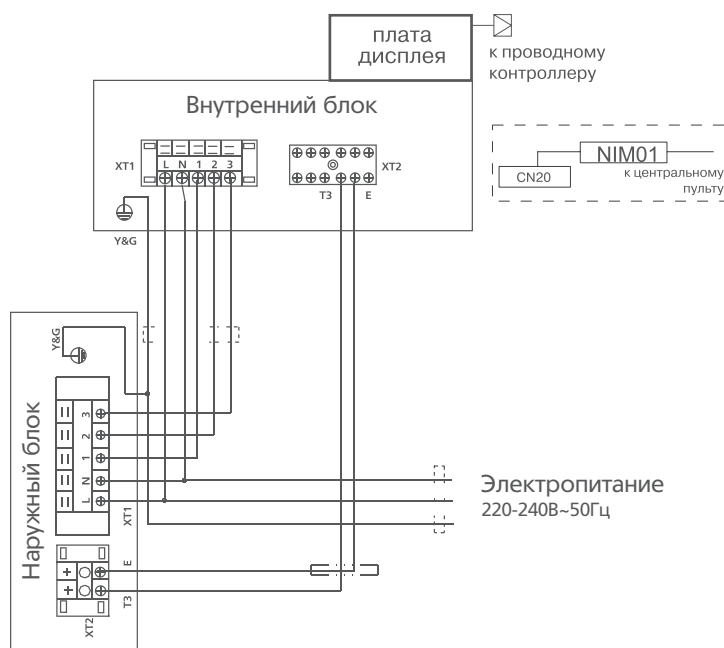 плата
дисплея
к проводному
контроллеру
Внутренний блок
XT1
L N 1 2 3
XT2
T3 E
Y&G
NIM01
CN20
к центральному
пульту
Y&G
Наружный блок
3
2
1
N
L
XT1
E
T3
XT2
Электропитание
220-240В~50Гц